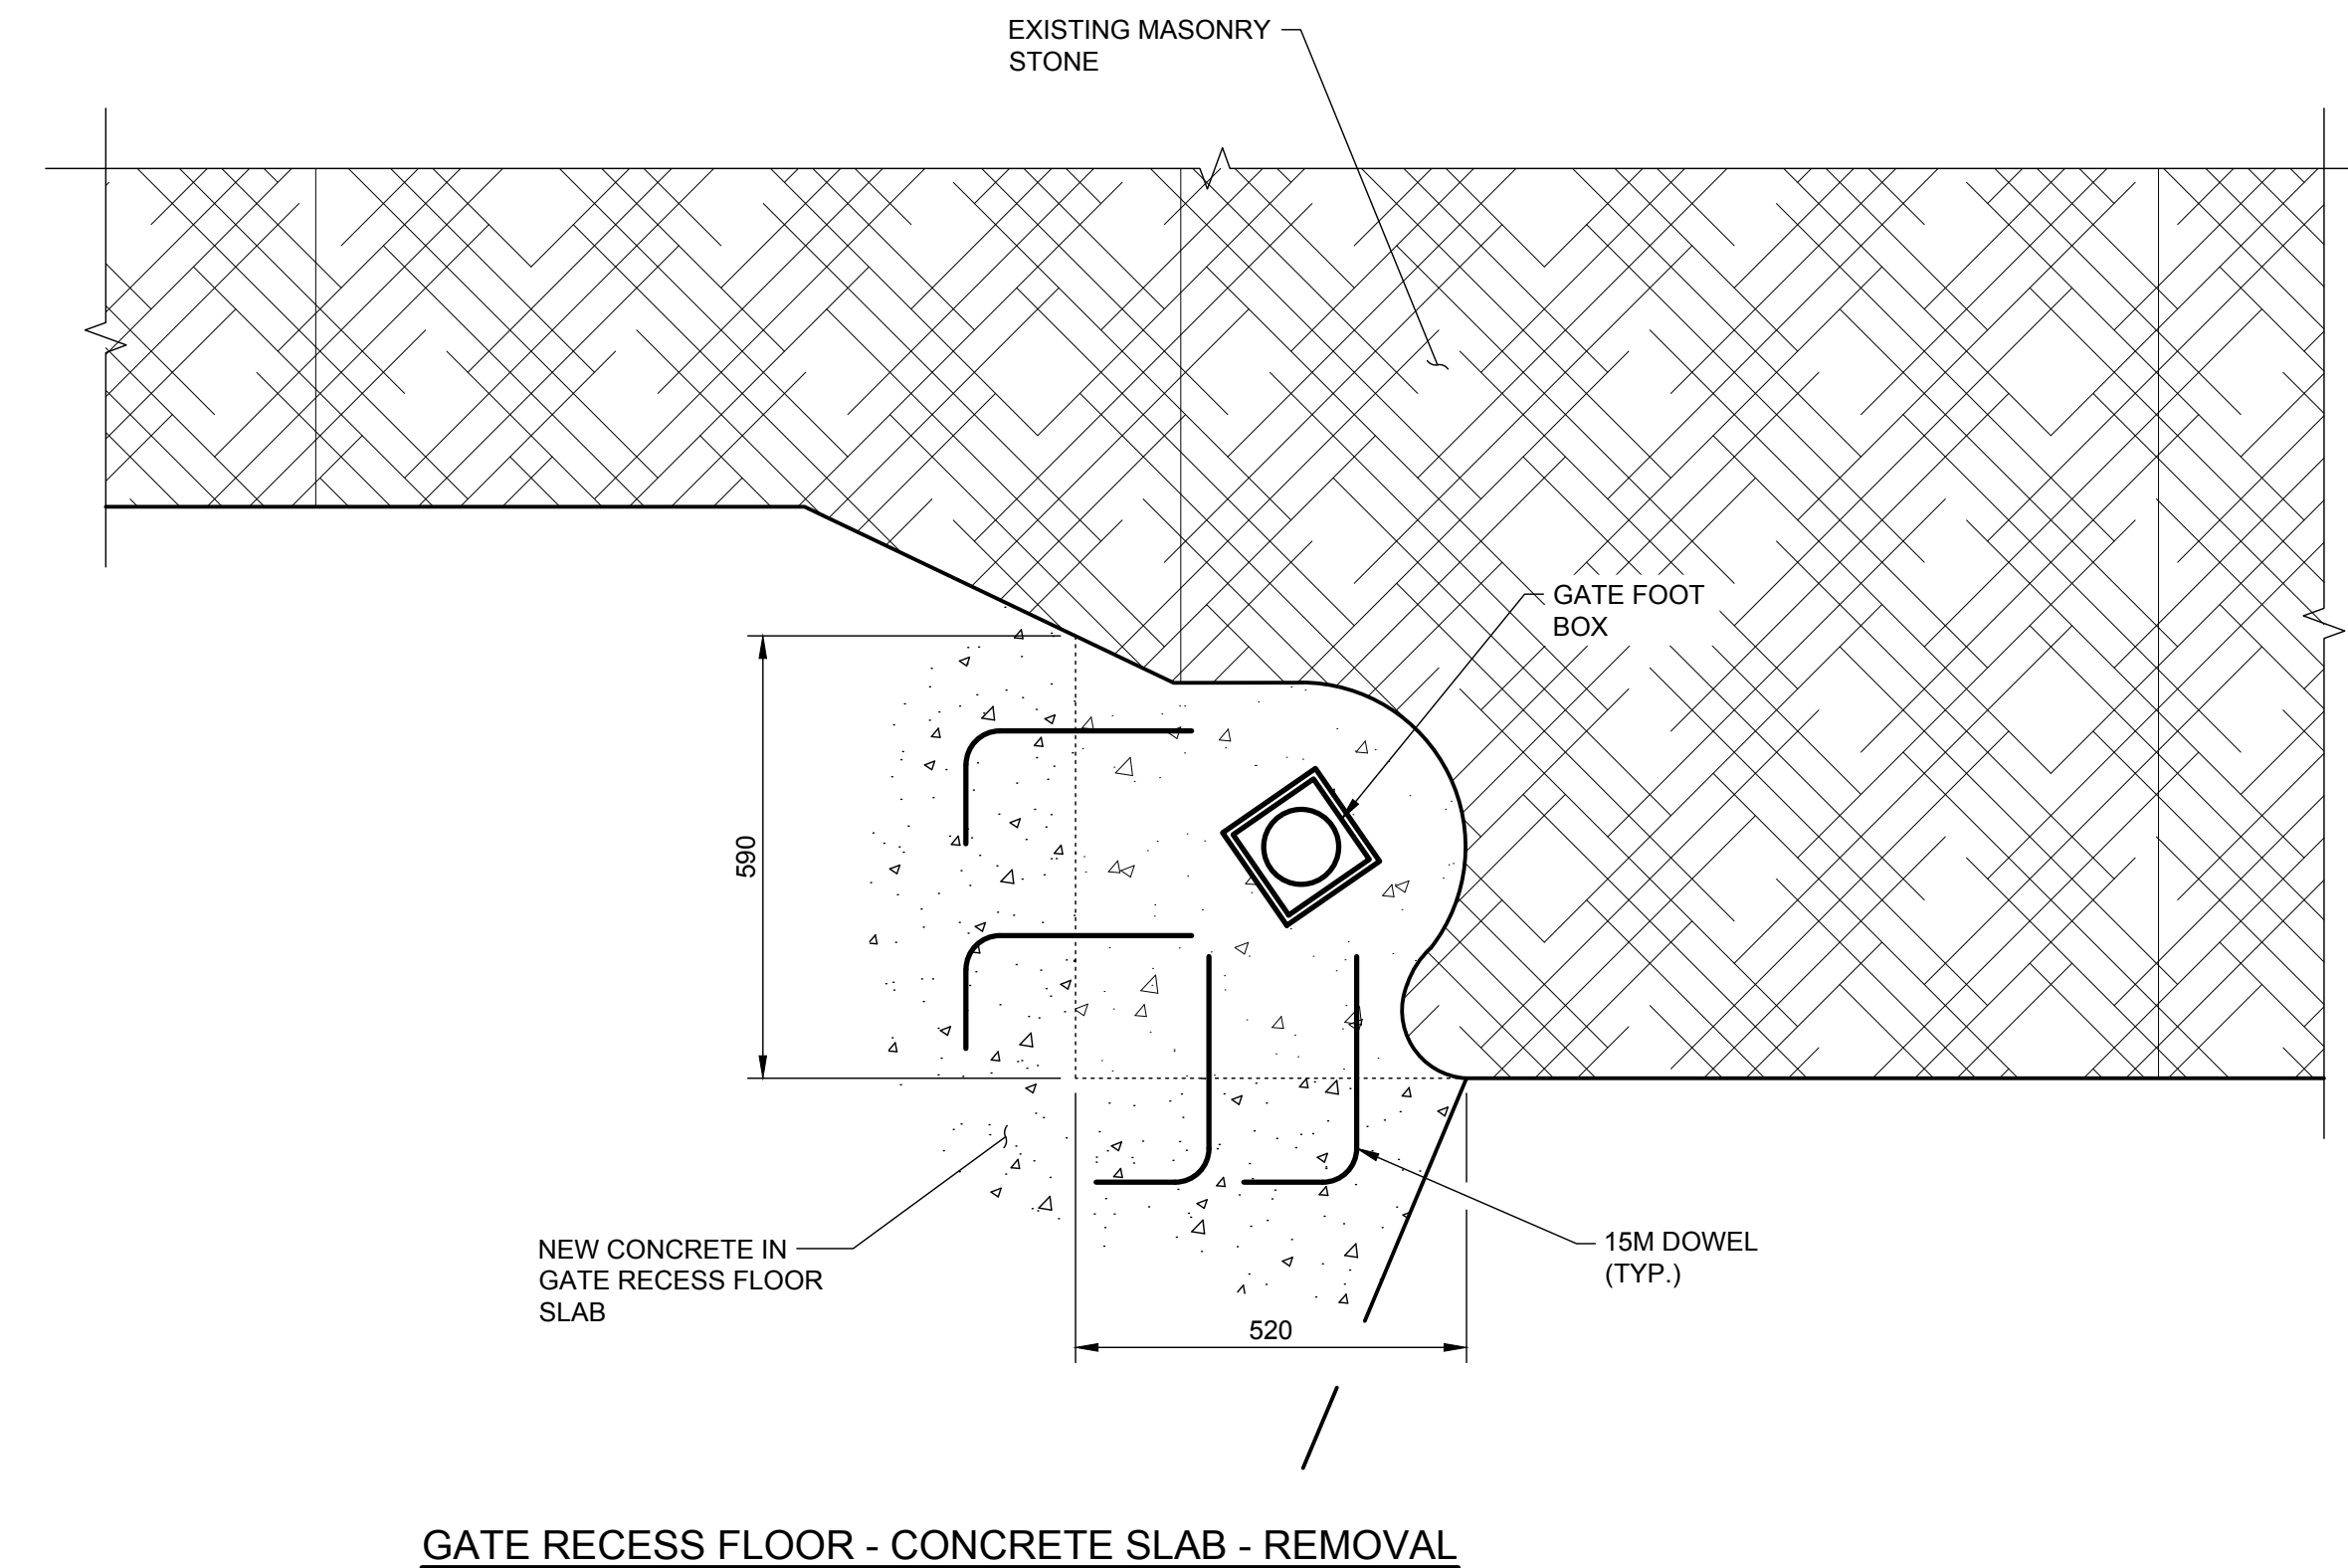 EXISTING MASONRY
STONE
GATE FOOT
BOX
590
NEW CONCRETE IN
GATE RECESS FLOOR
SLAB
15M DOWEL
(TYP.)
520
GATE RECESS FLOOR - CONCRETE SLAB - REMOVAL